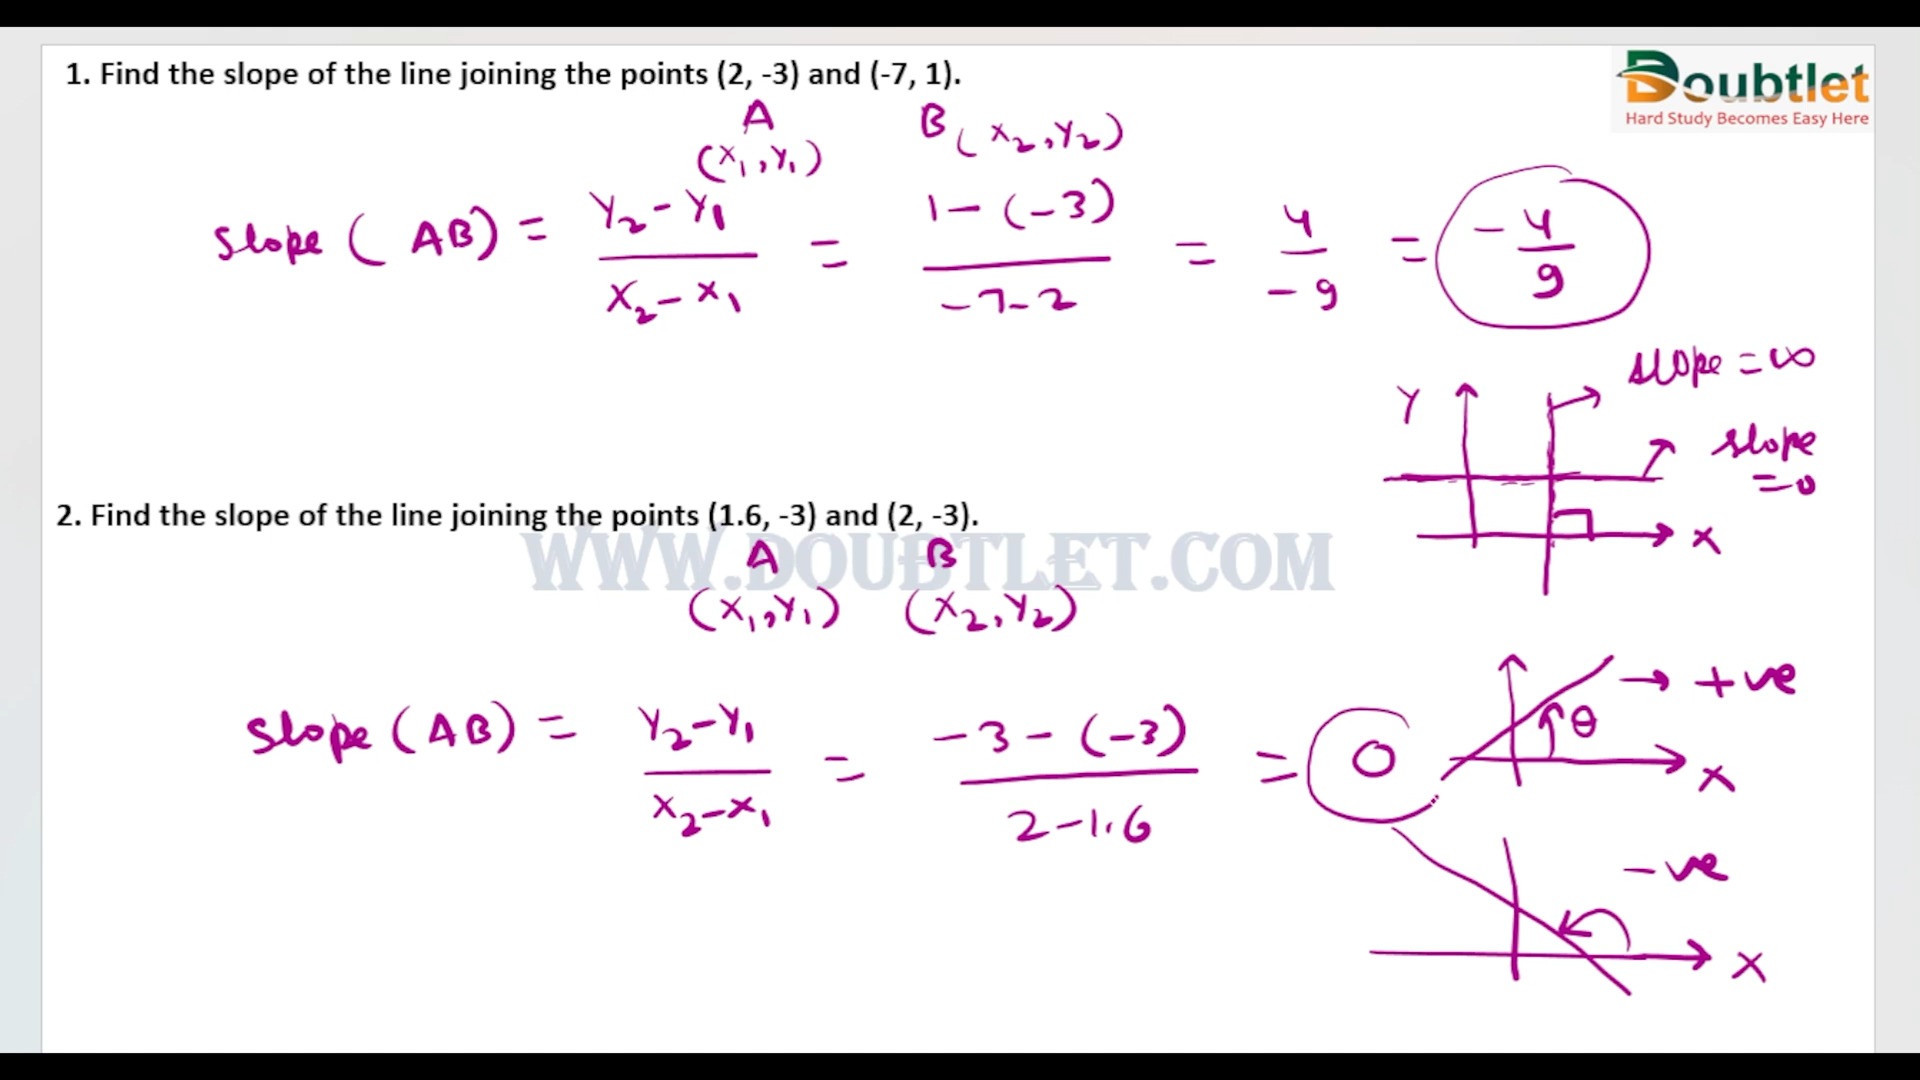 1. Find the slope of the line joining the points (2, -3) and (-7, 1).
Doubtlet
Hard Study Becomes Easy Here
A B (x₂, y₂)
(x₁, y₁)
Slope (AB) = y₂ - y₁ / x₂ - x₁ = 1 - (-3) / -7 - 2 = 4 / -9 = -4/9
slope = ∞
Y
slope
= 0
X
2. Find the slope of the line joining the points (1.6, -3) and (2, -3).
WWW.DOUBTLET.COM
A B
(x₁, y₁) (x₂, y₂)
Slope (AB) = y₂ - y₁ / x₂ - x₁ = -3 - (-3) / 2 - 1.6 = 0
+ve
θ
X
-ve
X